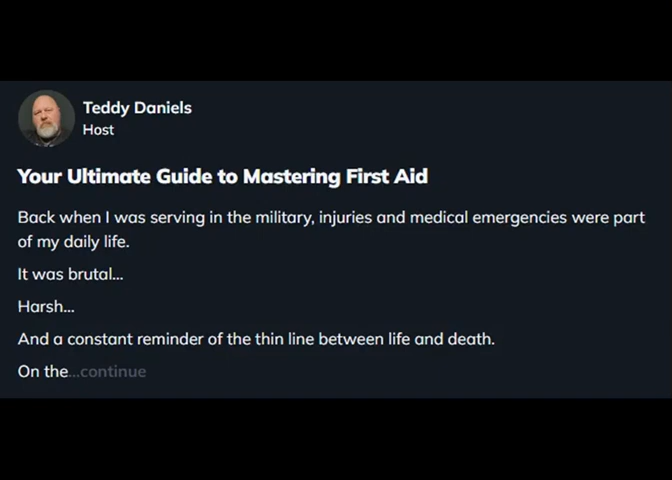 Teddy Daniels
Host
Your Ultimate Guide to Mastering First Aid
Back when I was serving in the military, injuries and medical emergencies were part
of my daily life.
It was brutal...
Harsh...
And a constant reminder of the thin line between life and death.
On the...continue